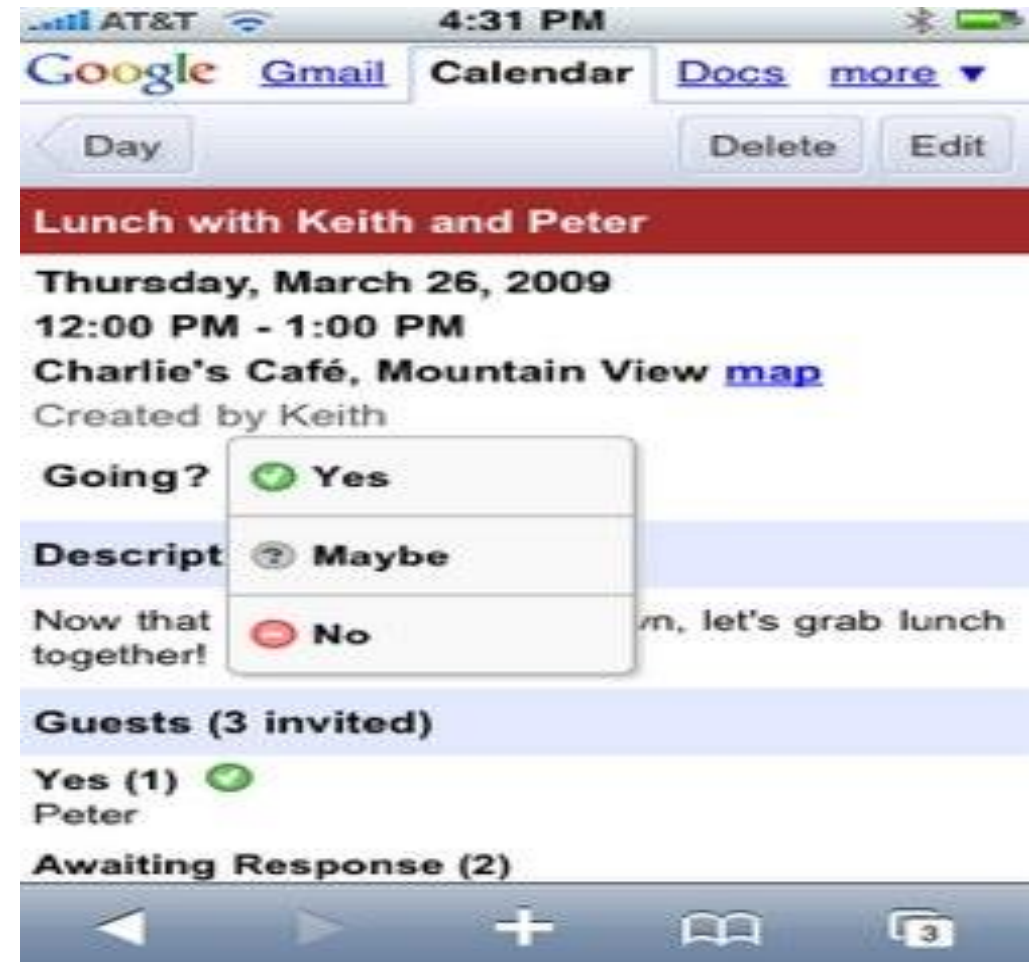 AT&T 4:31 PM
Google Gmail Calendar Docs more ▼
Day Delete Edit
Lunch with Keith and Peter
Thursday, March 26, 2009
12:00 PM - 1:00 PM
Charlie's Café, Mountain View map
Created by Keith
Going? Yes
Descript Maybe
Now that let's grab lunch
No
together!
Guests (3 invited)
Yes (1)
Peter
Awaiting Response (2)
3